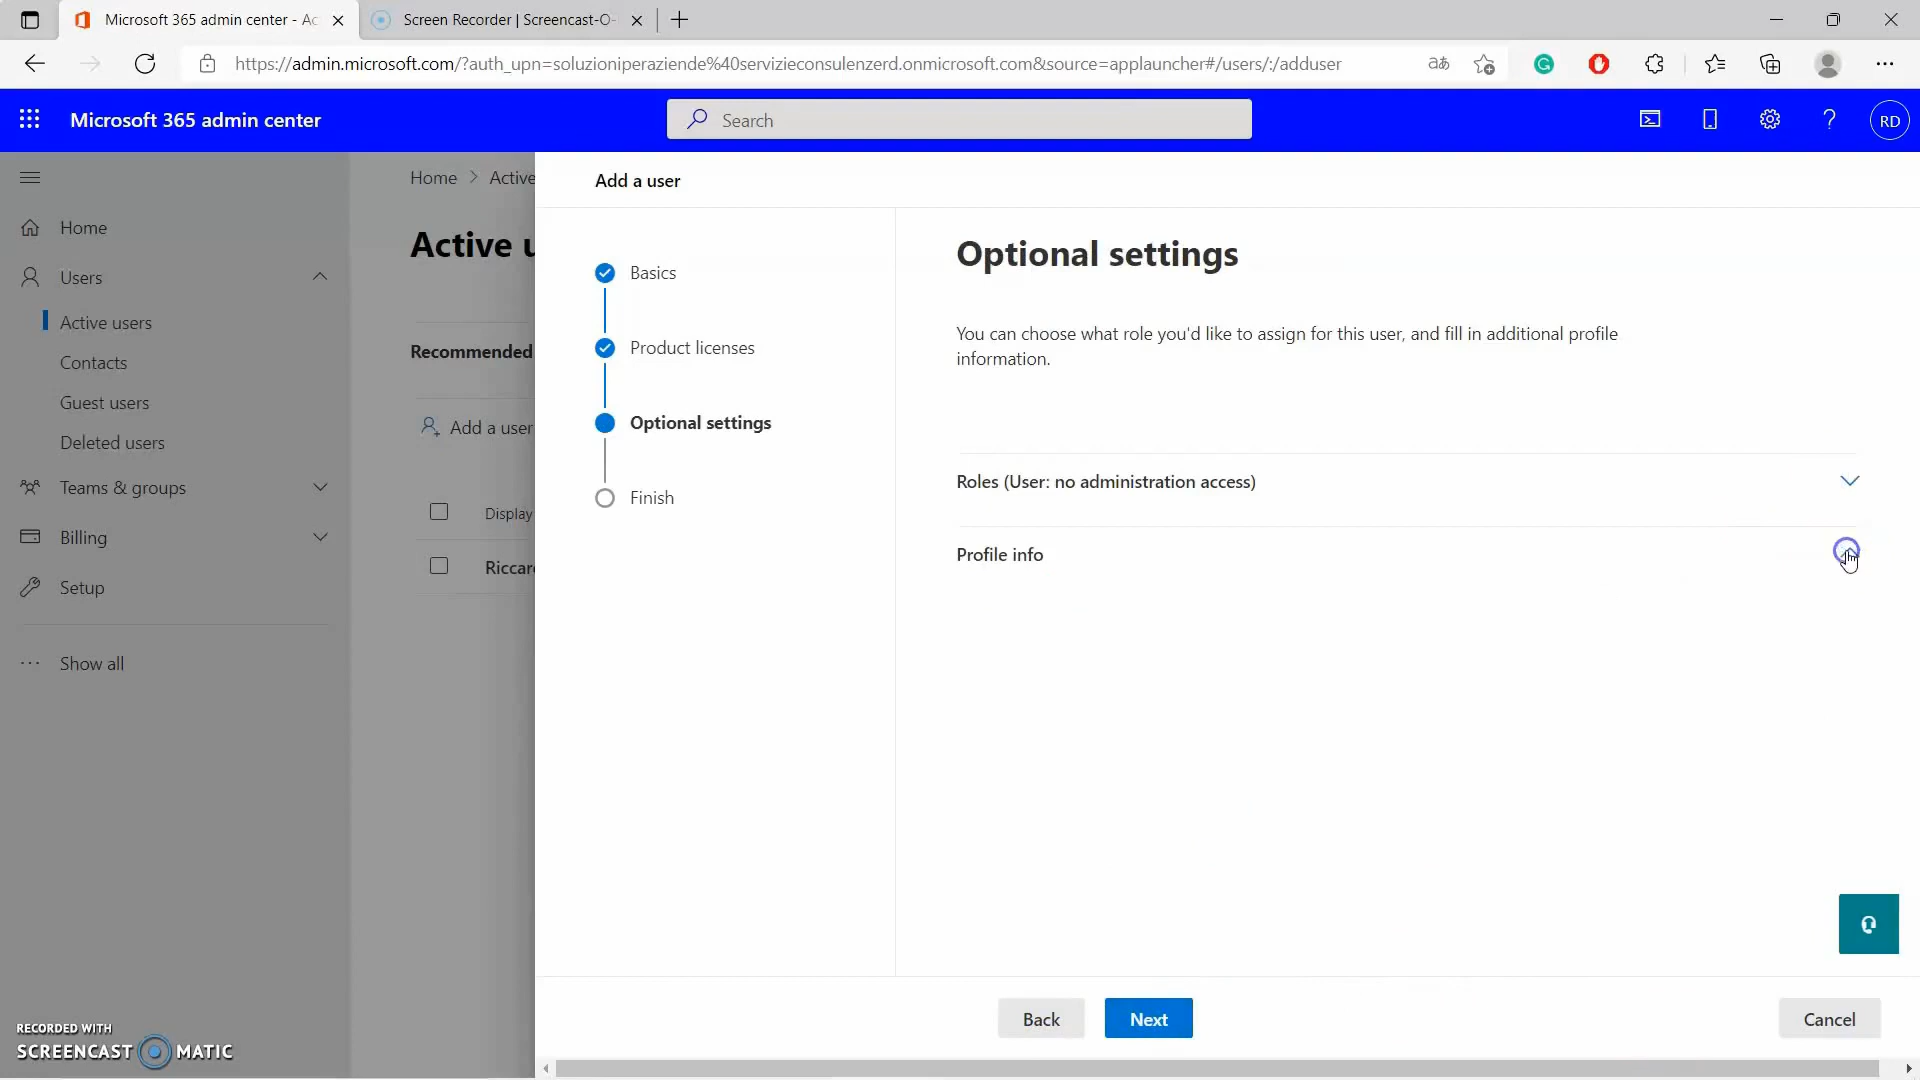 Microsoft 365 admin center - Ac
Screen Recorder | Screencast-O-
https://admin.microsoft.com/?auth_upn=soluzioniperaziende%40servizieconsulenzerd.onmicrosoft.com&source=applauncher#/users/:/adduser
Microsoft 365 admin center
Search
RD
Home
Users
Active users
Contacts
Guest users
Deleted users
Teams & groups
Billing
Setup
Show all
Home > Active
Active u
Recommended
Add a user
Display
Riccar
Add a user
Basics
Product licenses
Optional settings
Finish
Optional settings
You can choose what role you'd like to assign for this user, and fill in additional profile
information.
Roles (User: no administration access)
Profile info
Back
Next
Cancel
RECORDED WITH
SCREENCAST MATIC